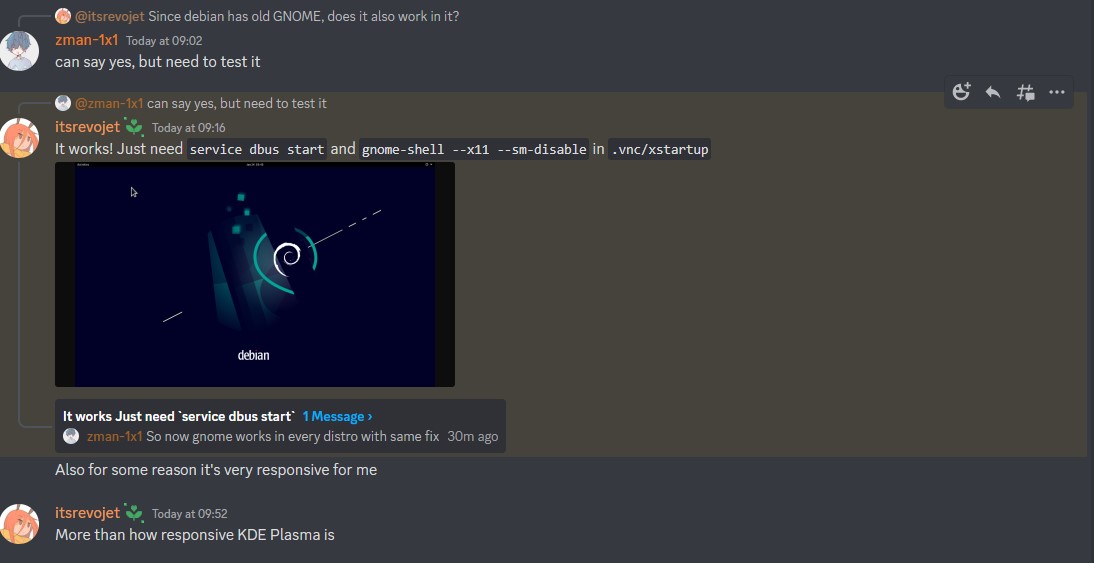 @itsrevojet Since debian has old GNOME, does it also work in it?
zman-1x1 Today at 09:02
can say yes, but need to test it
@zman-1x1 can say yes, but need to test it
itsrevojet Today at 09:16
It works! Just need service dbus start and gnome-shell --x11 --sm-disable in .vnc/xstartup
debian
It works Just need `service dbus start` 1 Message ›
zman-1x1 So now gnome works in every distro with same fix 30m ago
Also for some reason it's very responsive for me
itsrevojet Today at 09:52
More than how responsive KDE Plasma is